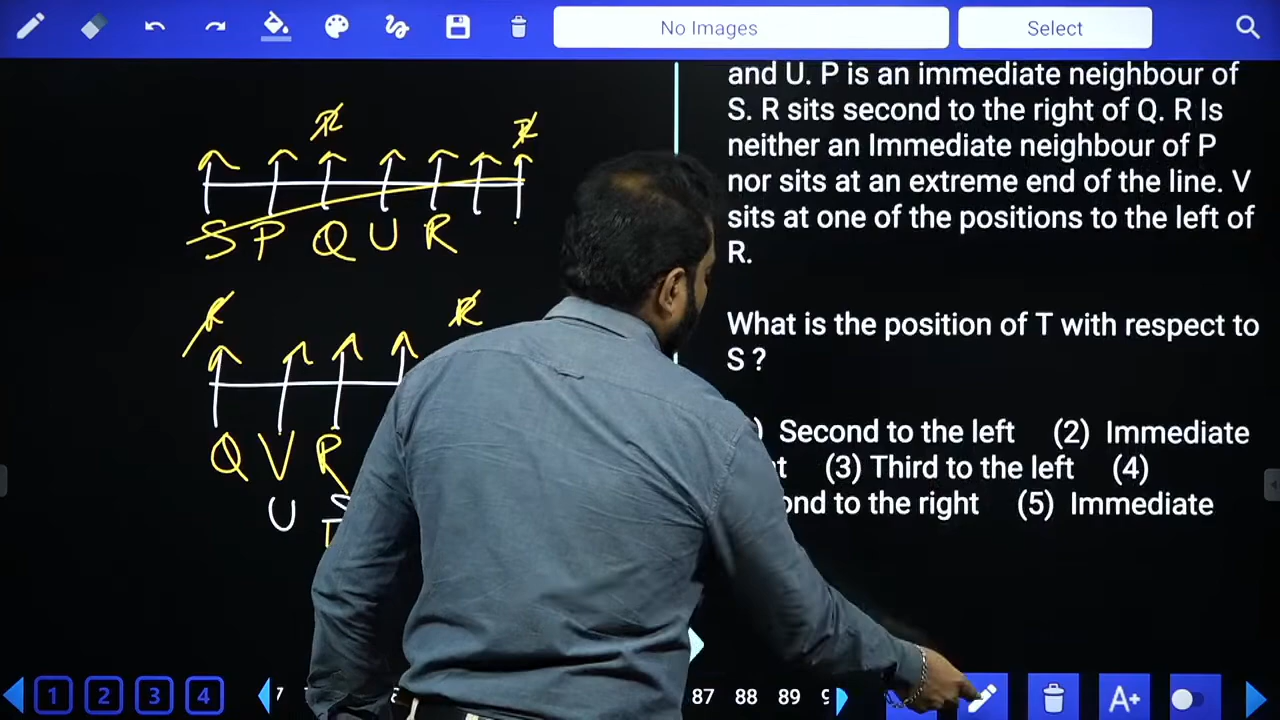 No Images
Select
and U. P is an immediate neighbour of
S. R sits second to the right of Q. R Is
neither an Immediate neighbour of P
nor sits at an extreme end of the line. V
sits at one of the positions to the left of
R.
What is the position of T with respect to
S ?
) Second to the left (2) Immediate
t (3) Third to the left (4)
ond to the right (5) Immediate
R R
S P Q U R
R R
Q V R
U S
T
1 2 3 4 7 87 88 89 9 A+